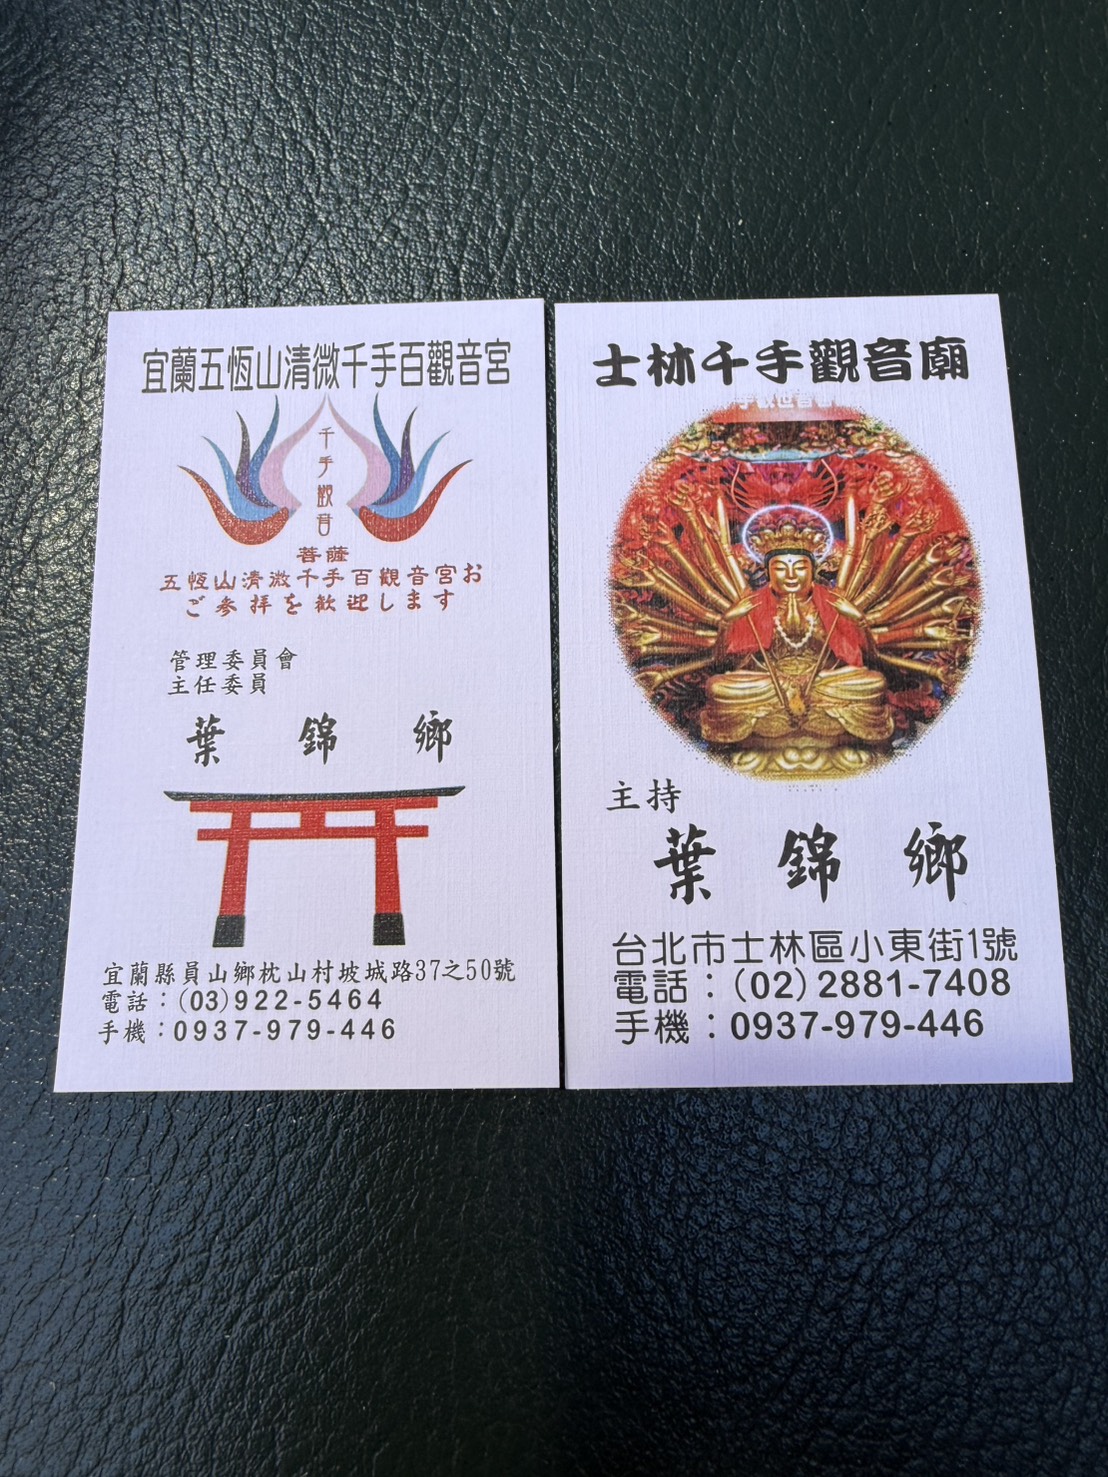 宜蘭五恆山清微千手百觀音宮
千手觀音
菩薩
五恆山清微千手百觀音宮お
ご参拝を歓迎します
管理委員會
主任委員
葉錦鄉
宜蘭縣員山鄉枕山村坡城路37之50號
電話：(03)922-5464
手機：0937-979-446
士林千手觀音廟
主持
葉錦鄉
台北市士林區小東街1號
電話：(02)2881-7408
手機：0937-979-446